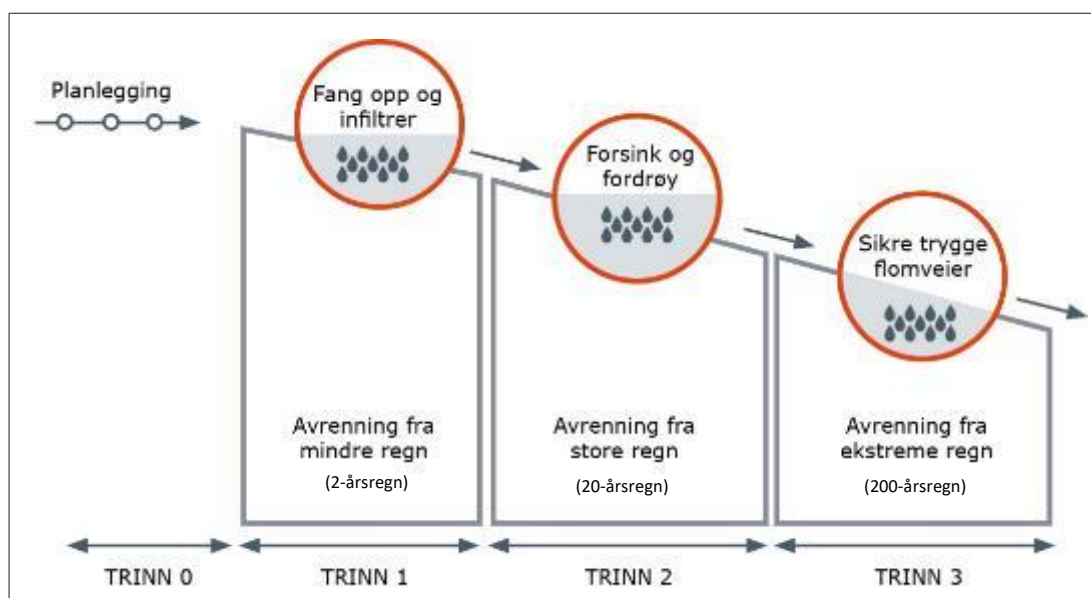 Planlegging
Fang opp og
infiltrer
Forsink og
fordrøy
Sikre trygge
flomveier
Avrenning fra
mindre regn
(2-årsregn)
Avrenning fra
store regn
(20-årsregn)
Avrenning fra
ekstreme regn
(200-årsregn)
TRINN 0
TRINN 1
TRINN 2
TRINN 3